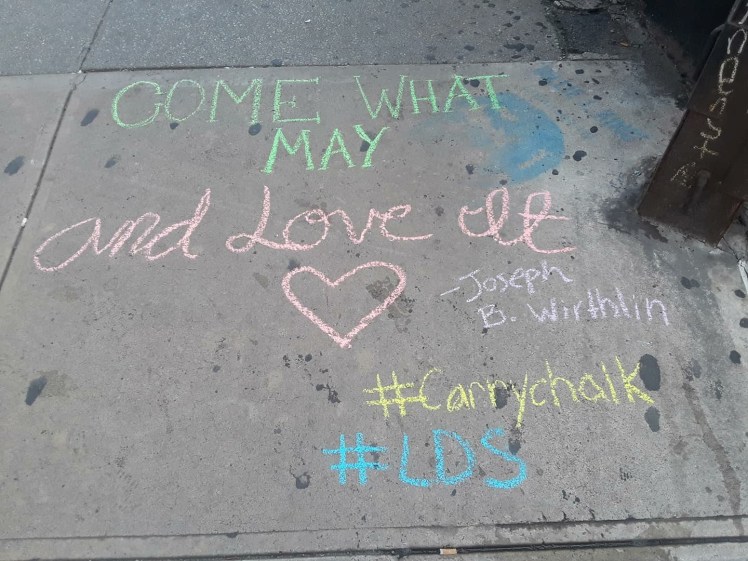 COME WHAT
MAY
and Love It
-Joseph
B. Wirthlin
#Carrychalk
#LDS